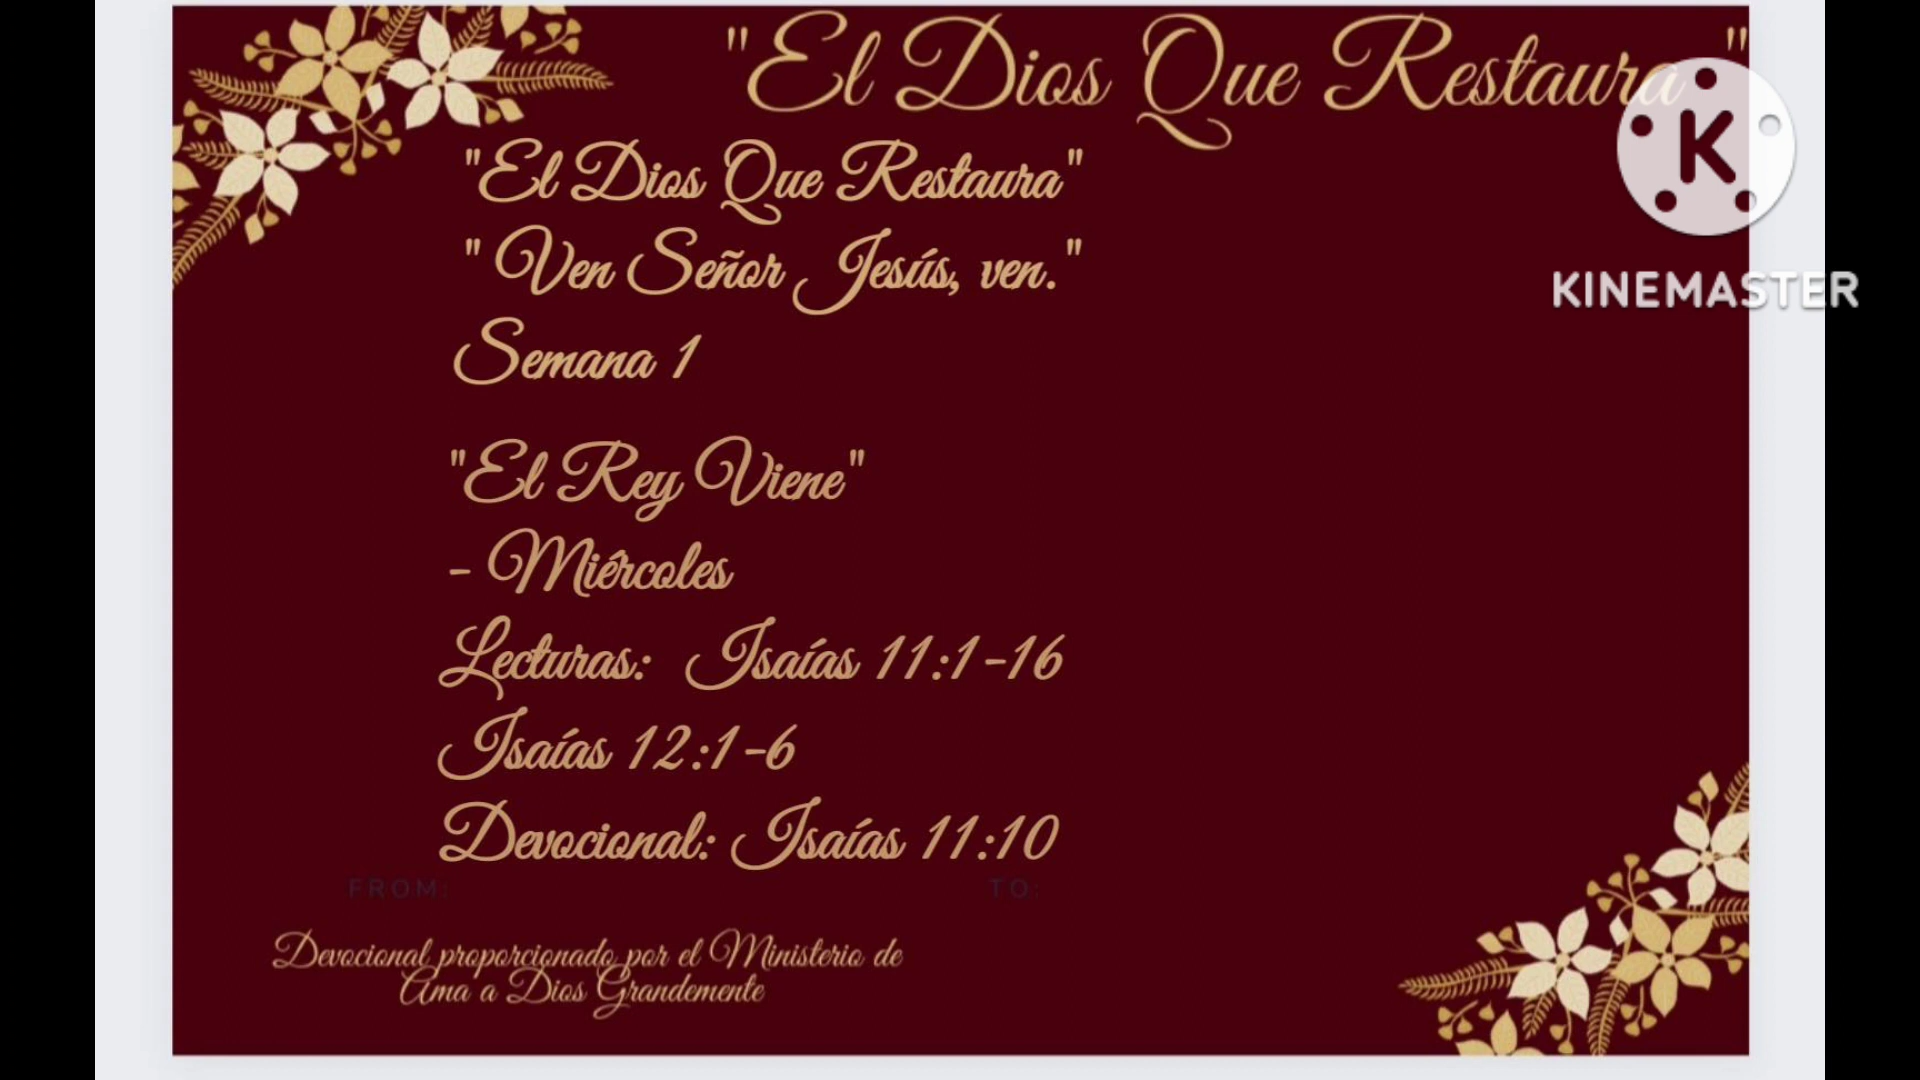 "El Dios Que Restaura"
K
KINEMASTER
"El Dios Que Restaura"
" Ven Señor Jesús, ven."
Semana 1
"El Rey Viene"
- Miércoles
Lecturas: Isaías 11:1-16
Isaías 12:1-6
Devocional: Isaías 11:10
FROM: TO:
Devocional proporcionado por el Ministerio de
Ama a Dios Grandemente